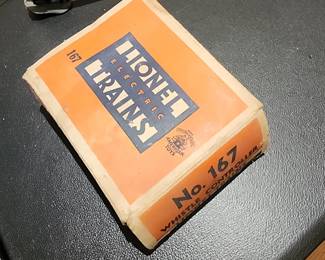 167
LIONEL
ELECTRIC
TRAINS
No. 167
WHISTLE CONTROLLER